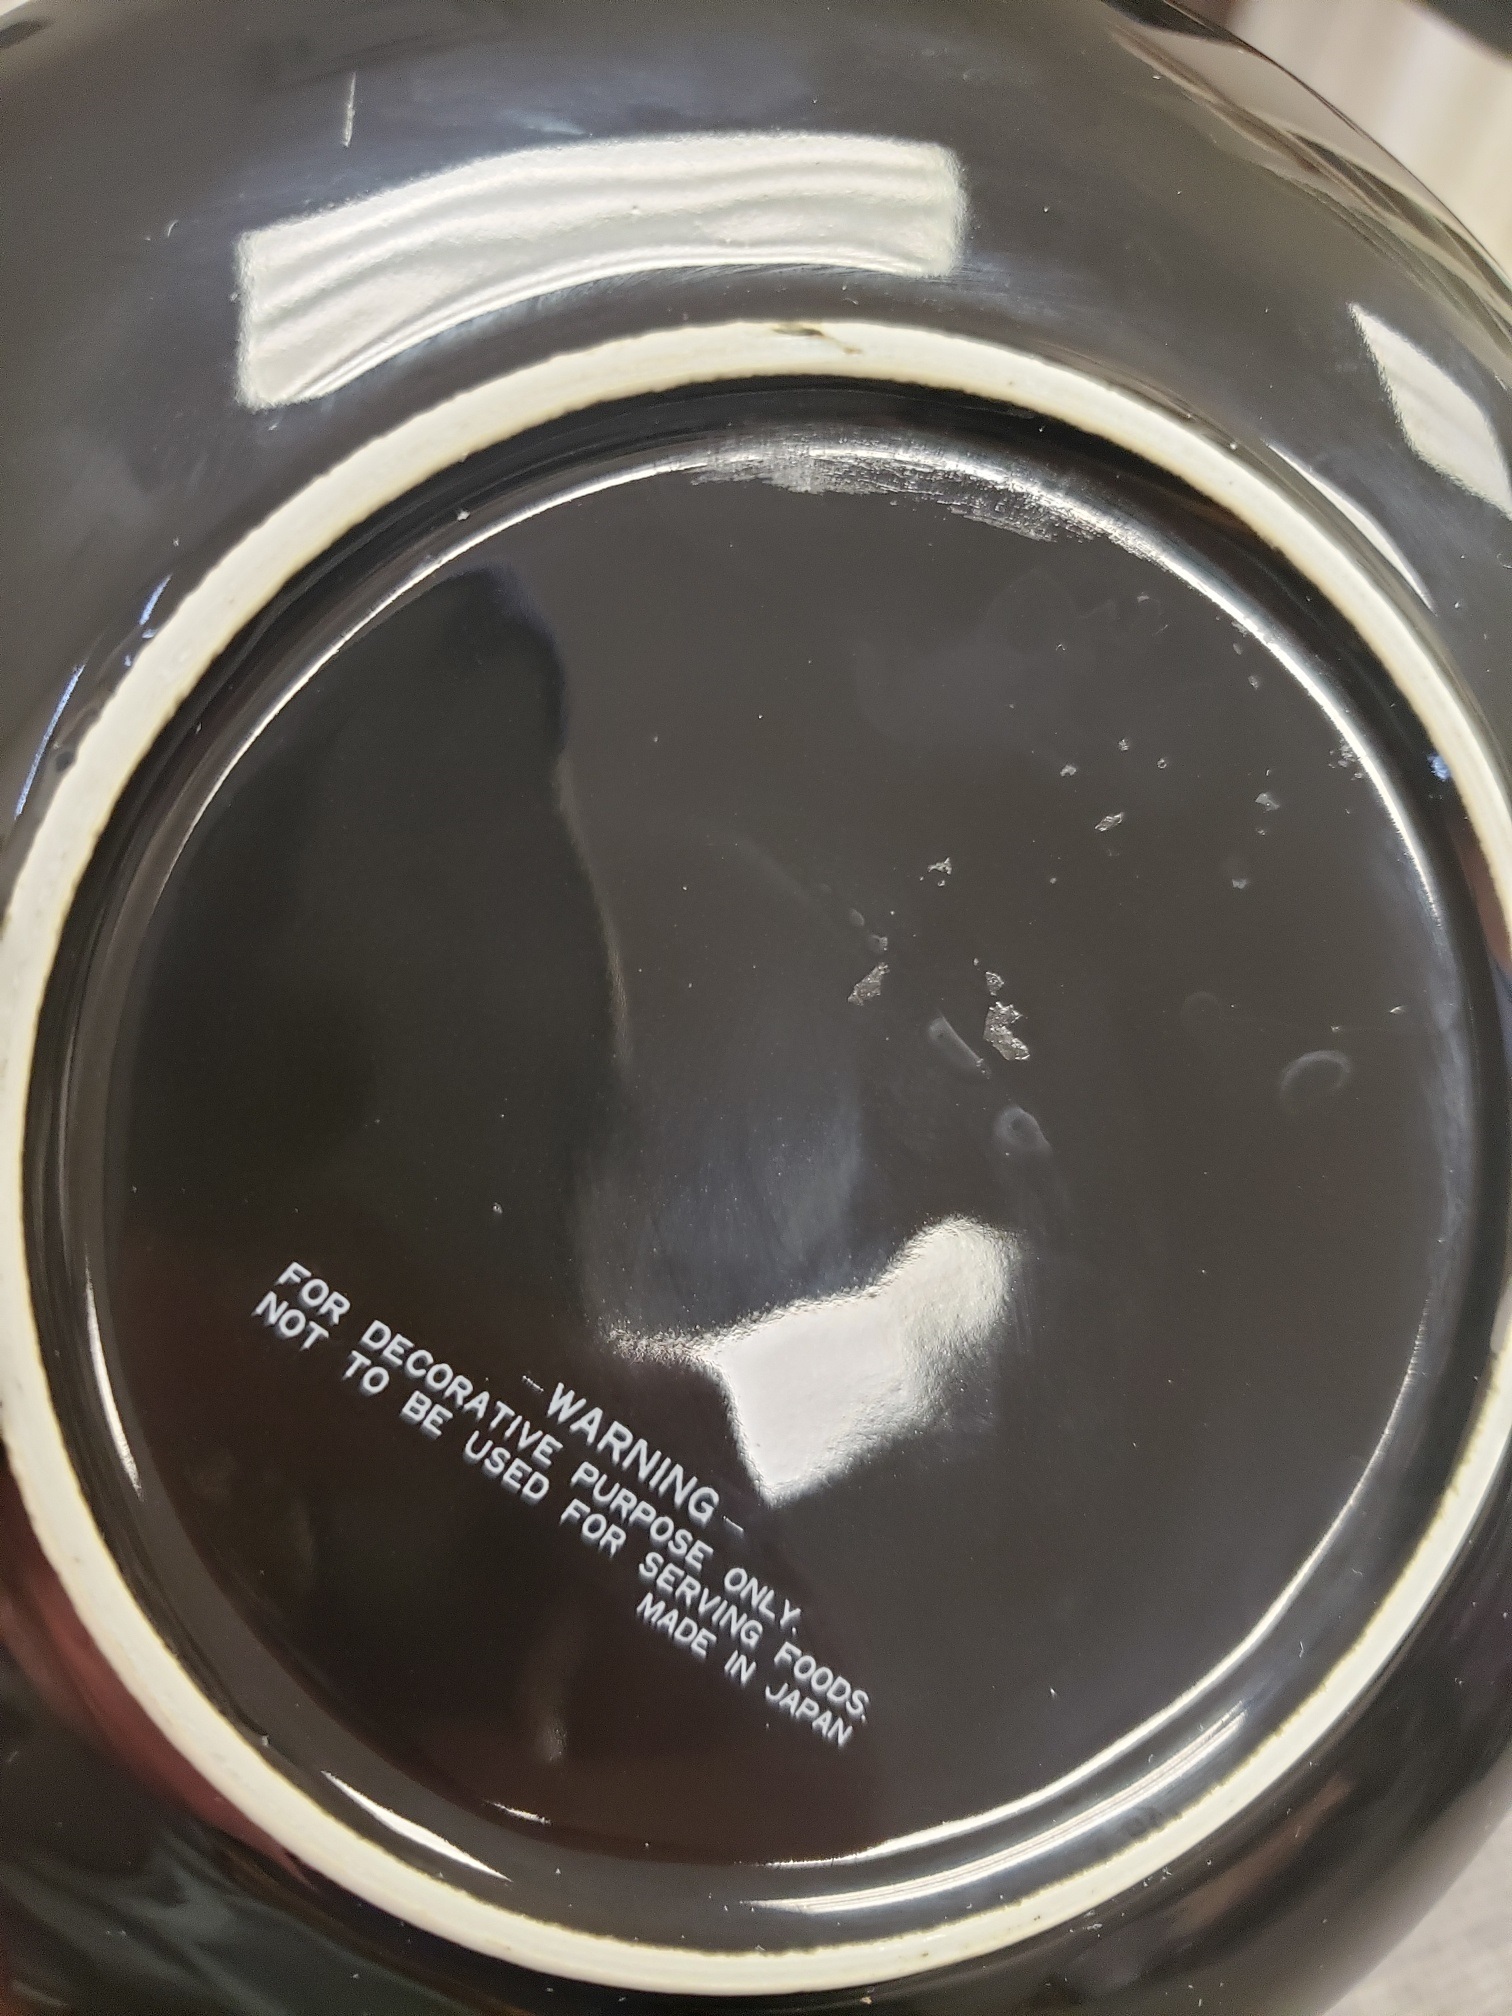 -WARNING-
FOR DECORATIVE PURPOSE ONLY.
NOT TO BE USED FOR SERVING FOODS.
MADE IN JAPAN